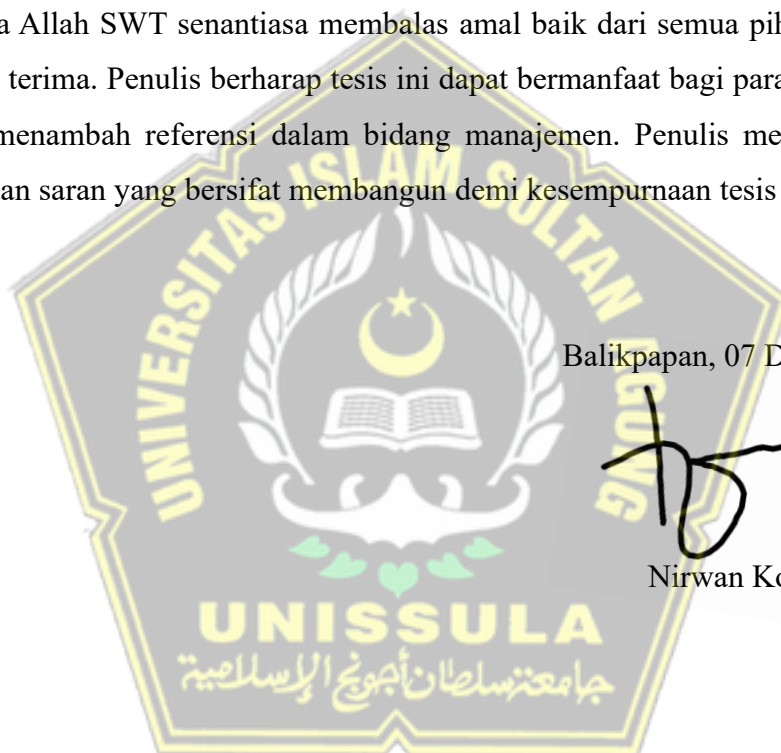 a Allah SWT senantiasa membalas amal baik dari semua pih
terima. Penulis berharap tesis ini dapat bermanfaat bagi para
menambah referensi dalam bidang manajemen. Penulis me
an saran yang bersifat membangun demi kesempurnaan tesis
UNIVERSITAS ISLAM SULTAN AGUNG
Balikpapan, 07 D
Nirwan Ko
UNISSULA
جامعة سلطان أجونج الإسلامية